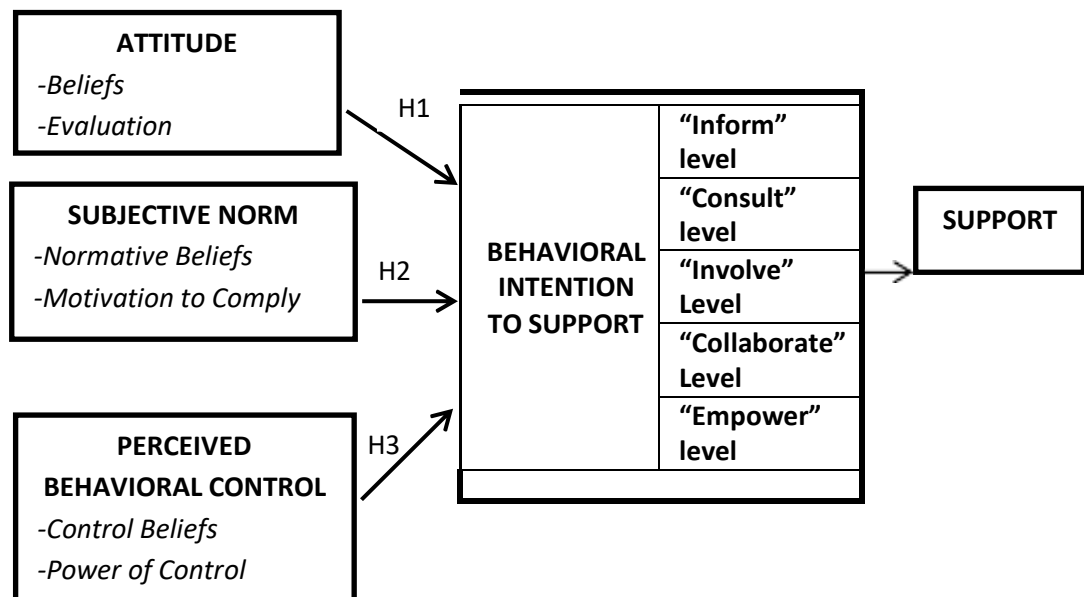 ATTITUDE
-Beliefs
-Evaluation
H1
SUBJECTIVE NORM
-Normative Beliefs
-Motivation to Comply
H2
PERCEIVED
BEHAVIORAL CONTROL
-Control Beliefs
-Power of Control
H3
BEHAVIORAL
INTENTION
TO SUPPORT
“Inform”
level
“Consult”
level
“Involve”
Level
“Collaborate”
Level
“Empower”
level
SUPPORT